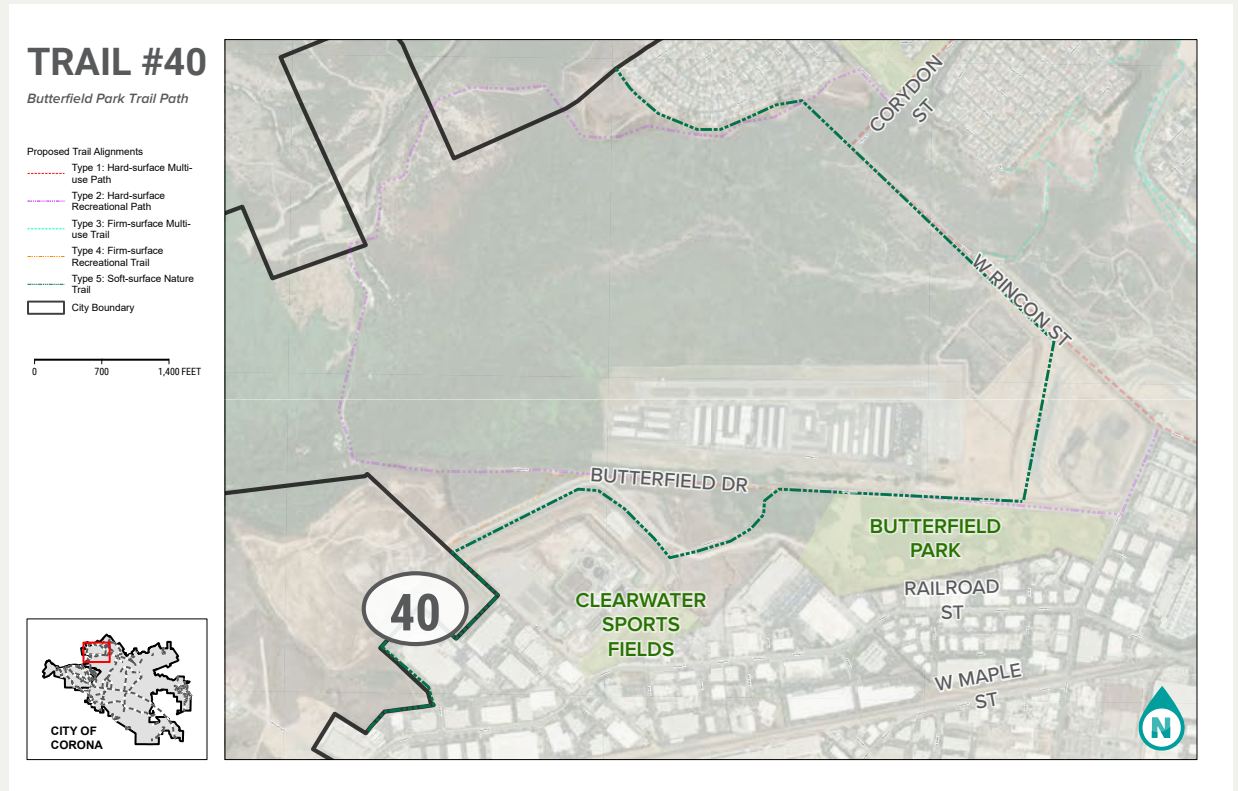 TRAIL #40
Butterfield Park Trail Path
Proposed Trail Alignments
Type 1: Hard-surface Multi-
use Path
Type 2: Hard-surface
Recreational Path
Type 3: Firm-surface Multi-
use Trail
Type 4: Firm-surface
Recreational Trail
Type 5: Soft-surface Nature
Trail
City Boundary
0 700 1,400 FEET
CITY OF
CORONA
CORYDON
ST
W RINCON ST
BUTTERFIELD DR
BUTTERFIELD
PARK
RAILROAD
ST
40
CLEARWATER
SPORTS
FIELDS
W MAPLE
ST
N